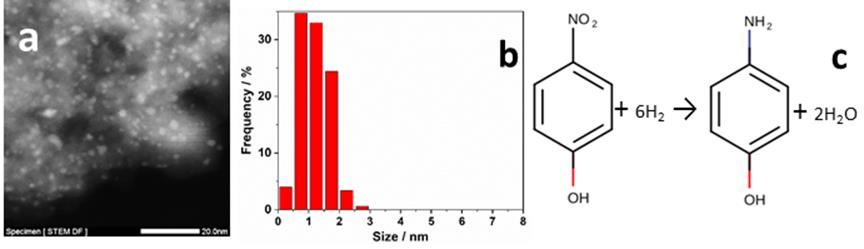 a
Specimen [ STEM DF ]
20.0nm
Frequency / %
30
20
10
0
0 1 2 3 4 5 6 7 8
Size / nm
b
NO₂
+ 6H₂ →
OH
NH₂
+ 2H₂O
OH
c